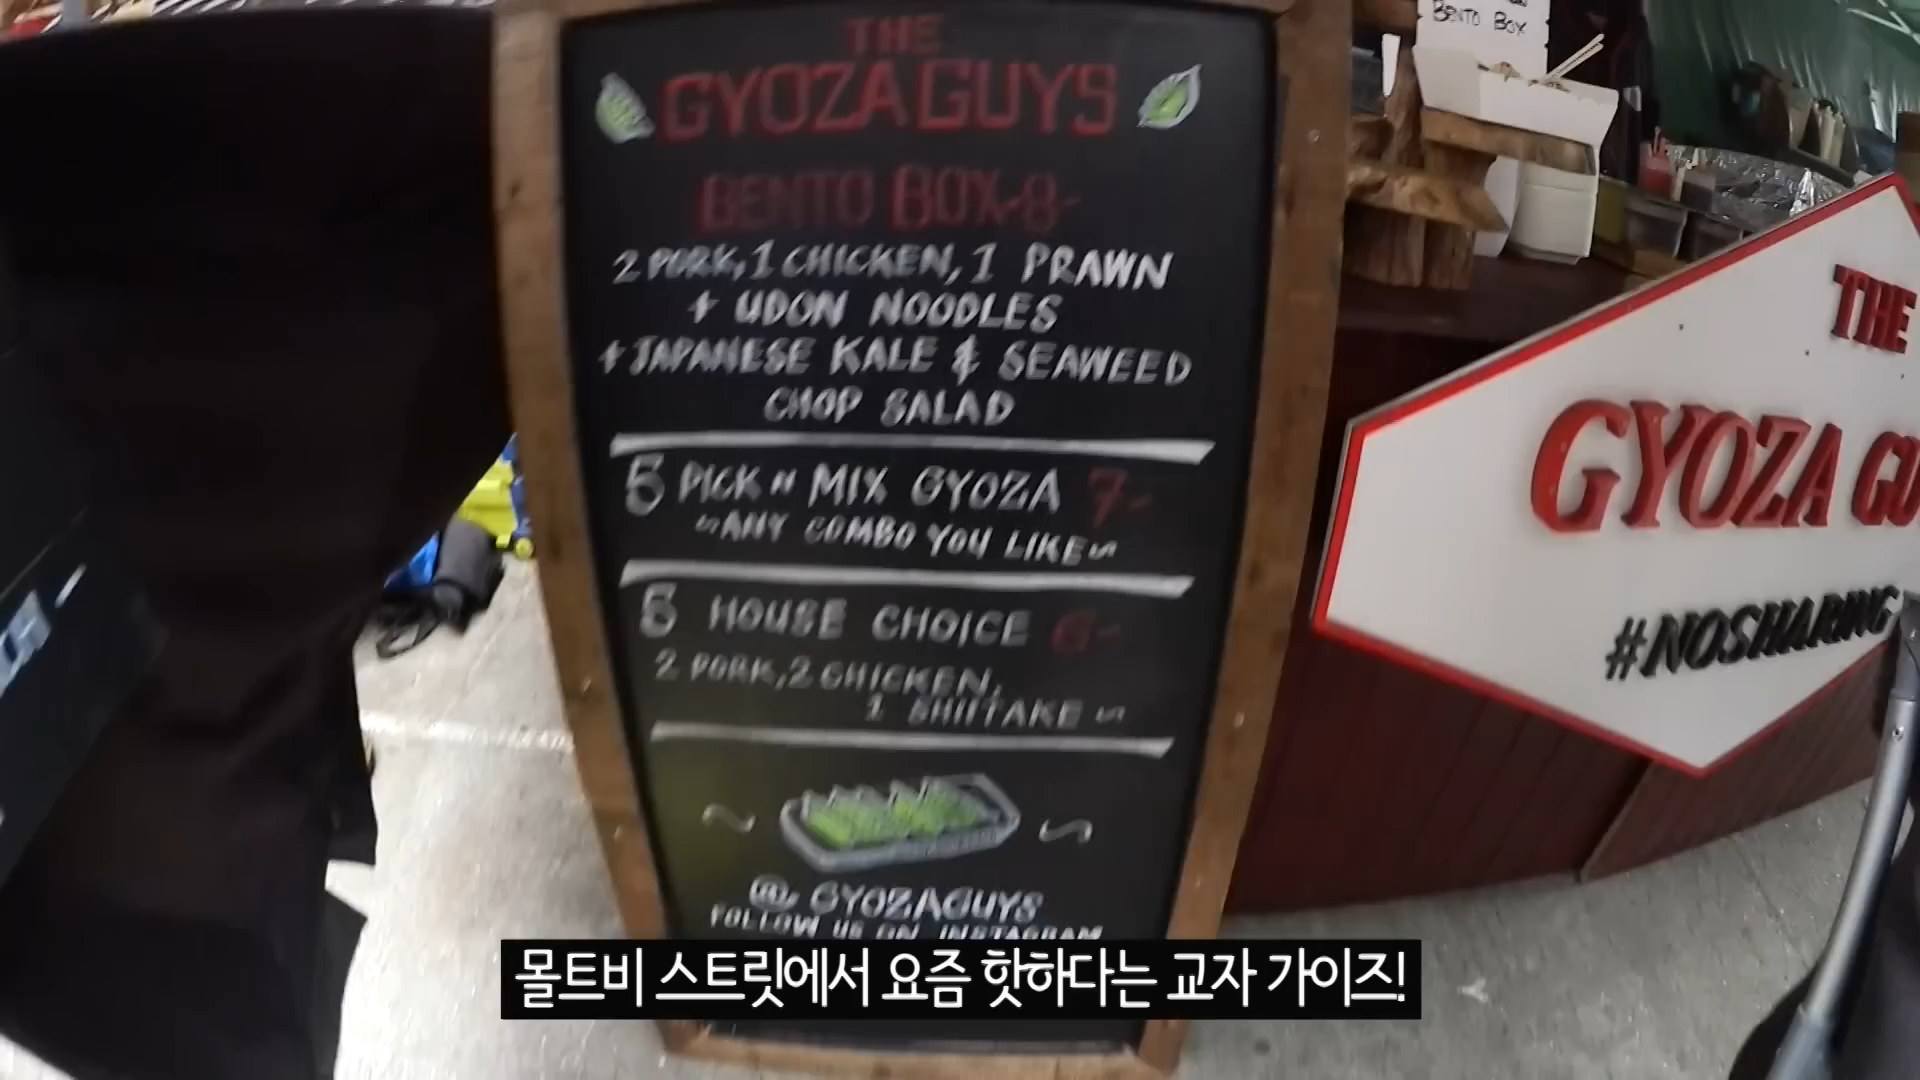 THE
GYOZA GUYS
BENTO BOX-8-
2 PORK, 1 CHICKEN, 1 PRAWN
+ UDON NOODLES
+ JAPANESE KALE & SEAWEED
CHOP SALAD
5 PICK N MIX GYOZA 7-
~ANY COMBO YOU LIKE~
5 HOUSE CHOICE 6-
2 PORK, 2 CHICKEN,
1 SHIITAKE ~
@ GYOZAGUYS
FOLLOW US ON INSTAGRAM
BENTO BOX
THE
GYOZA GU
#NOSHARING
몰트비 스트릿에서 요즘 핫하다는 교자 가이즈!